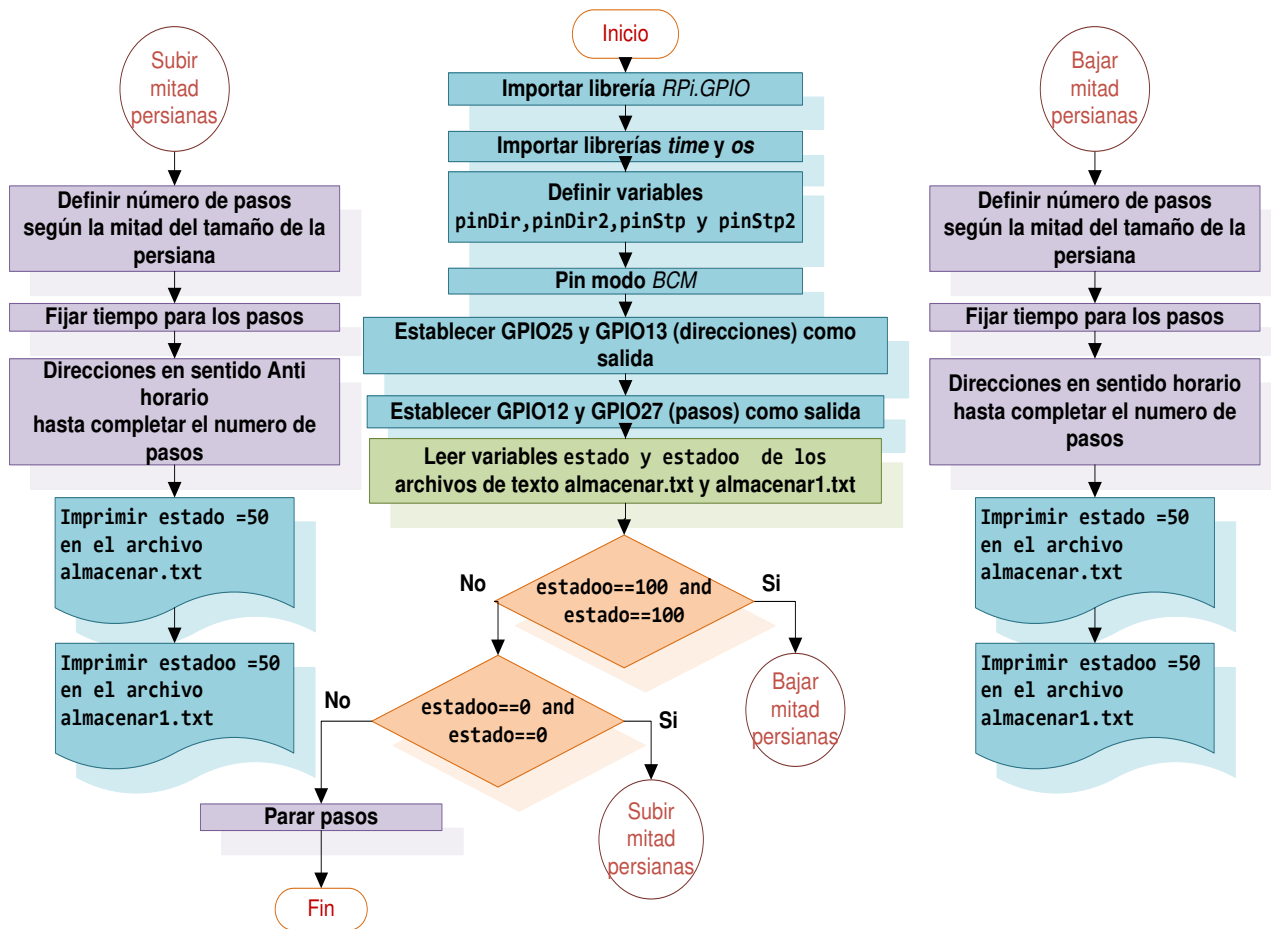 Subir
mitad
persianas
Definir número de pasos
según la mitad del tamaño de la
persiana
Fijar tiempo para los pasos
Direcciones en sentido Anti
horario
hasta completar el numero de
pasos
Imprimir estado =50
en el archivo
almacenar.txt
Imprimir estadoo =50
en el archivo
almacenar1.txt
Inicio
Importar librería RPi.GPIO
Importar librerías time y os
Definir variables
pinDir,pinDir2,pinStp y pinStp2
Pin modo BCM
Establecer GPIO25 y GPIO13 (direcciones) como
salida
Establecer GPIO12 y GPIO27 (pasos) como salida
Leer variables estado y estadoo de los
archivos de texto almacenar.txt y almacenar1.txt
No
estadoo==100 and
estado==100
Si
Bajar
mitad
persianas
No
estadoo==0 and
estado==0
Si
Subir
mitad
persianas
Parar pasos
Fin
Bajar
mitad
persianas
Definir número de pasos
según la mitad del tamaño de la
persiana
Fijar tiempo para los pasos
Direcciones en sentido horario
hasta completar el numero de
pasos
Imprimir estado =50
en el archivo
almacenar.txt
Imprimir estadoo =50
en el archivo
almacenar1.txt